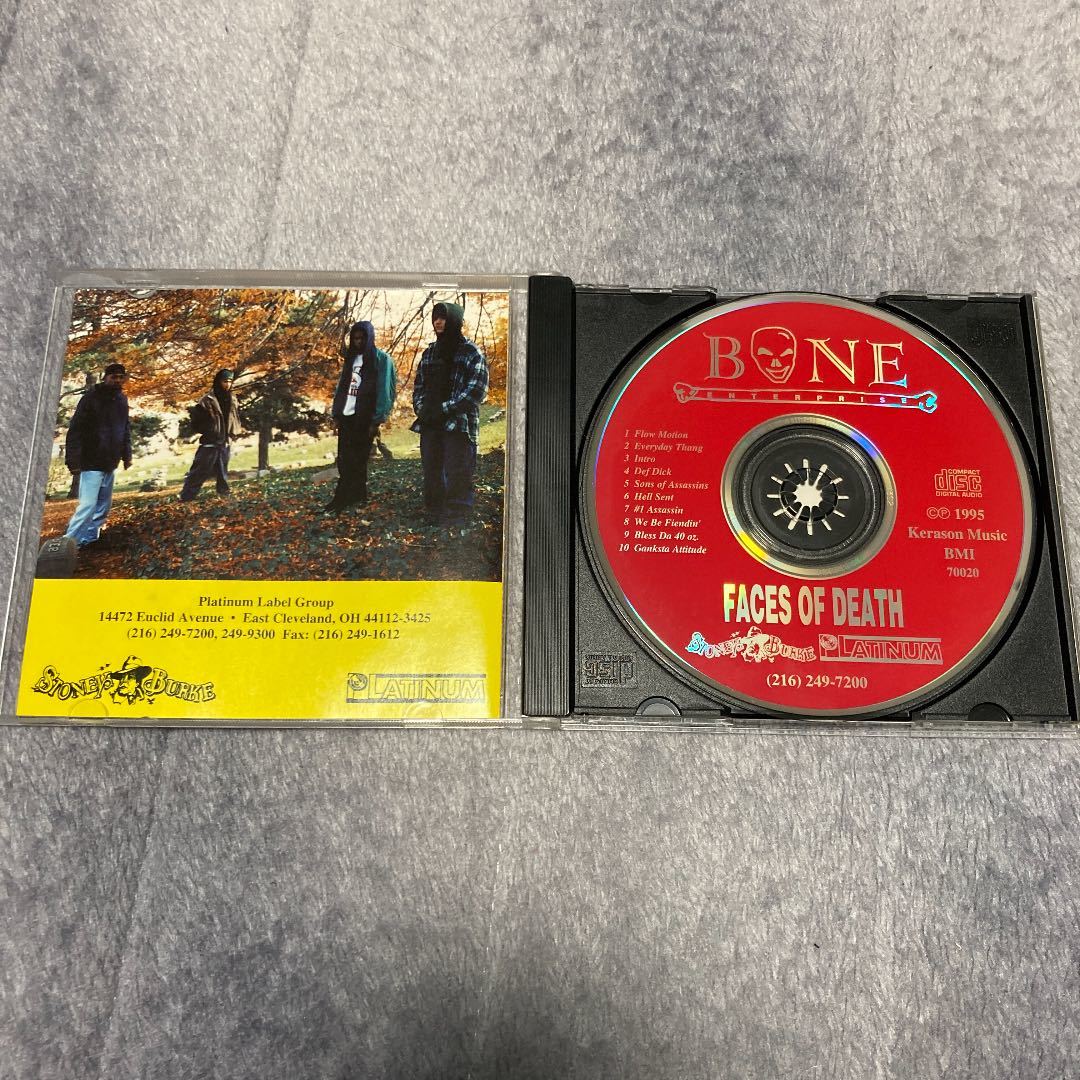 Platinum Label Group
14472 Euclid Avenue • East Cleveland, OH 44112-3425
(216) 249-7200, 249-9300 Fax: (216) 249-1612
STONEY BURKE
PLATINUM
BONE
ENTERPRISE
1 Flow Motion
2 Everyday Thang
3 Intro
4 Def Dick
5 Sons of Assassins
6 Hell Sent
7 #1 Assassin
8 We Be Fiendin'
9 Bless Da 40 oz.
10 Ganksta Attitude
COMPACT
disc
DIGITAL AUDIO
©℗ 1995
Kerason Music
BMI
70020
FACES OF DEATH
STONEY BURKE PLATINUM
(216) 249-7200